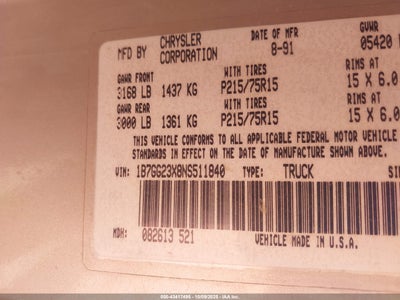 MFD BY CHRYSLER CORPORATION DATE OF MFR 8-91 GVWR 05420
GAWR FRONT WITH TIRES RIMS AT
3168 LB 1437 KG P215/75R15 15 X 6.0
GAWR REAR WITH TIRES RIMS AT
3000 LB 1361 KG P215/75R15 15 X 6.0
THIS VEHICLE CONFORMS TO ALL APPLICABLE FEDERAL MOTOR VEHICLE
STANDARDS IN EFFECT ON THE DATE OF MANUFACTURE SHOWN ABOVE
VIN: 1B7GG23X8NS511840 TYPE: TRUCK
MDH: 082613 521 VEHICLE MADE IN U.S.A.